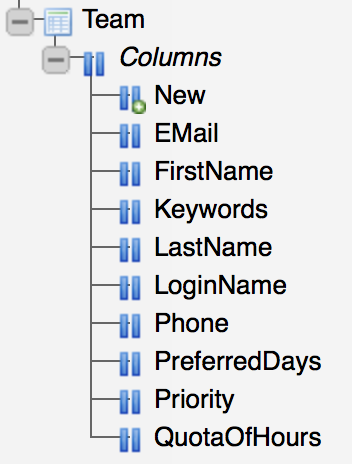 Team
Columns
New
EMail
FirstName
Keywords
LastName
LoginName
Phone
PreferredDays
Priority
QuotaOfHours